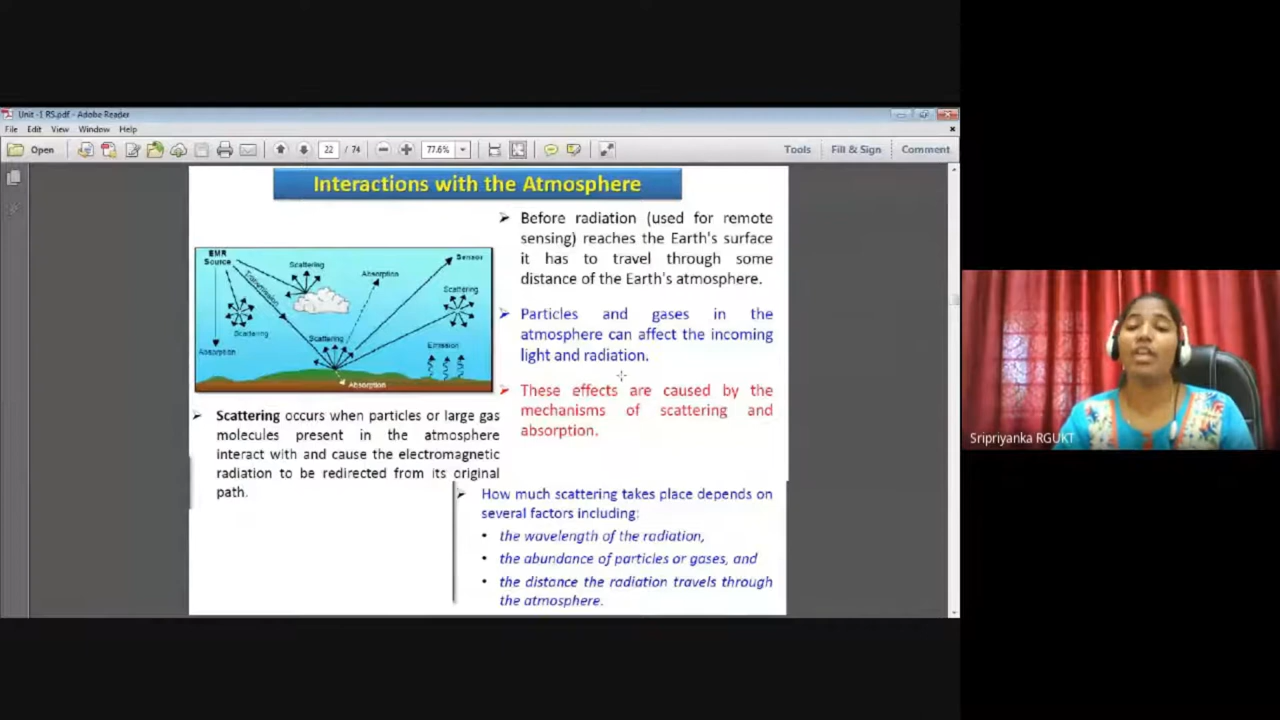 Unit -1 RS.pdf - Adobe Reader
File Edit View Window Help
Open 22 / 74 77.6% Tools Fill & Sign Comment
Interactions with the Atmosphere
EMR
Source
Scattering
Absorption
Sensor
Transmission
Scattering
Scattering
Absorption
Scattering
Emission
Absorption
➢ Scattering occurs when particles or large gas
molecules present in the atmosphere
interact with and cause the electromagnetic
radiation to be redirected from its original
path.
➢ Before radiation (used for remote
sensing) reaches the Earth's surface
it has to travel through some
distance of the Earth's atmosphere.
➢ Particles and gases in the
atmosphere can affect the incoming
light and radiation.
➢ These effects are caused by the
mechanisms of scattering and
absorption.
➢ How much scattering takes place depends on
several factors including:
• the wavelength of the radiation,
• the abundance of particles or gases, and
• the distance the radiation travels through
the atmosphere.
Sripriyanka RGUKT